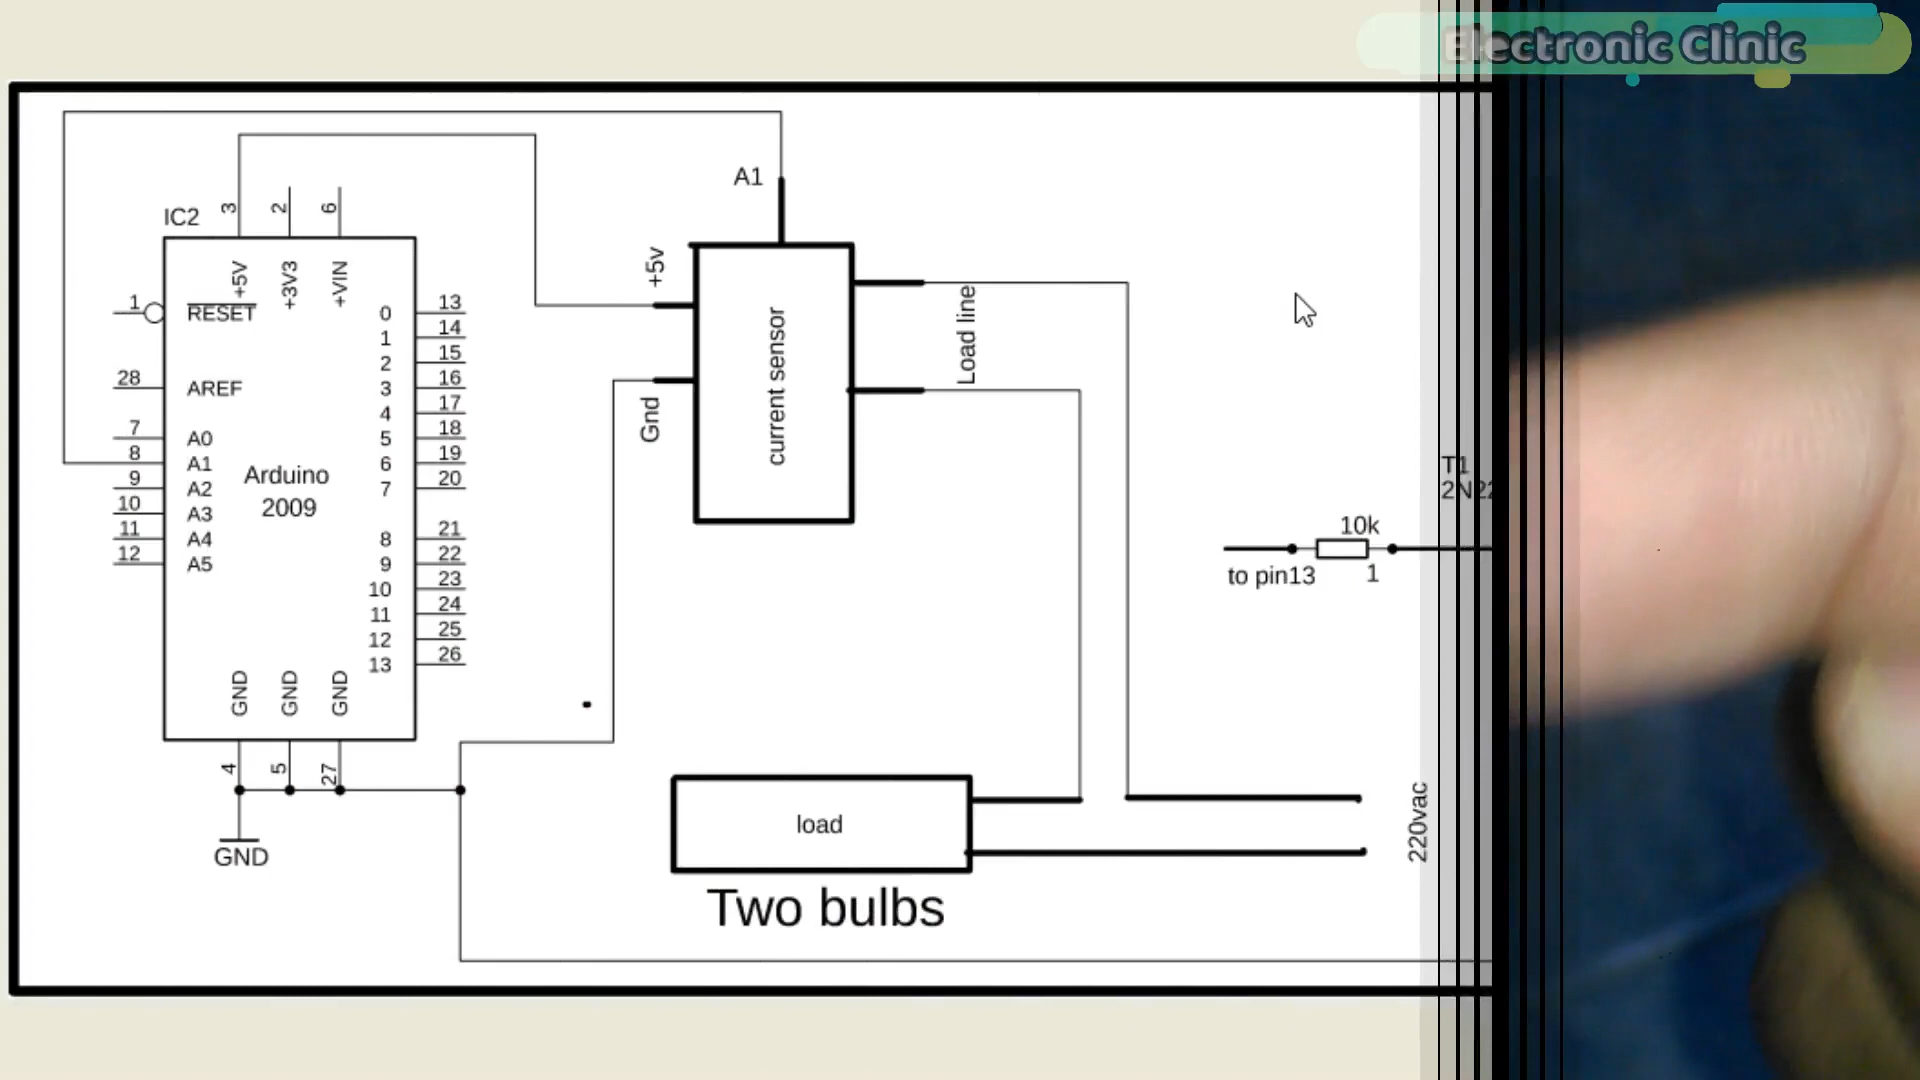 Electronic Clinic
A1
IC2
3
2
6
+5V
+3V3
+VIN
+5v
Gnd
current sensor
Load line
1
RESET
28
AREF
7
A0
8
A1
9
A2
10
A3
11
A4
12
A5
Arduino
2009
0
13
1
14
2
15
3
16
4
17
5
18
6
19
7
20
8
21
9
22
10
23
11
24
12
25
13
26
GND
GND
GND
4
5
27
GND
T1
10k
to pin13
1
load
220vac
Two bulbs